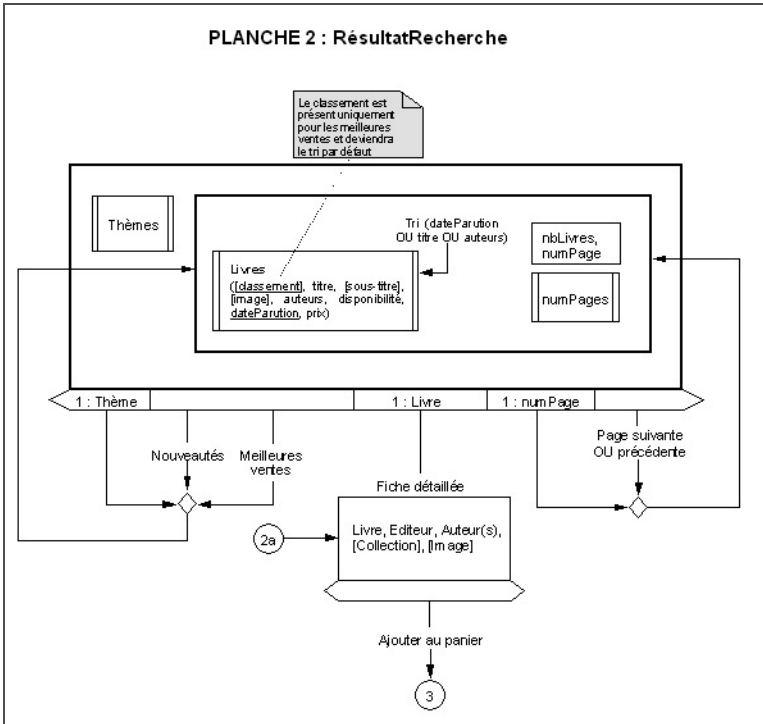 PLANCHE 2 : RésultatRecherche
Le classement est
présent uniquement
pour les meilleures
ventes et deviendra
le tri par défaut
Thèmes
Tri (dateParution
OU titre OU auteurs)
nbLivres,
numPage
Livres
([classement], titre, [sous-titre],
[image], auteurs, disponibilité,
dateParution, prix)
numPages
1 : Thème
1 : Livre
1 : numPage
Nouveautés
Meilleures
ventes
Page suivante
OU précédente
Fiche détaillée
2a
Livre, Editeur, Auteur(s),
[Collection], [Image]
Ajouter au panier
3